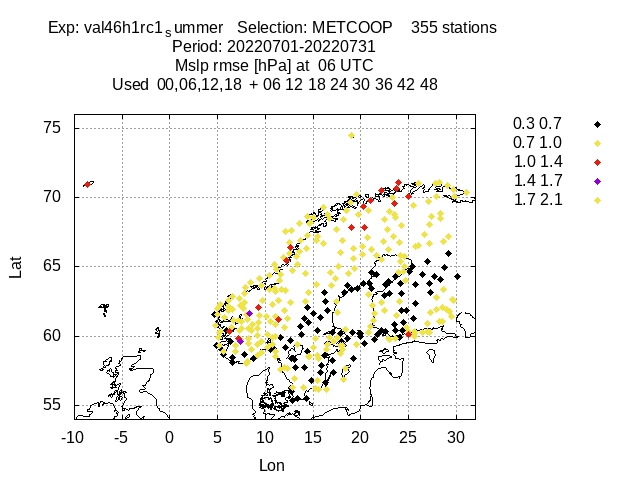 Exp: val46h1rc1summer Selection: METCOOP 355 stations
Period: 20220701-20220731
Mslp rmse [hPa] at 06 UTC
Used 00,06,12,18 + 06 12 18 24 30 36 42 48
0.3 0.7
0.7 1.0
1.0 1.4
1.4 1.7
1.7 2.1
75
70
65
60
55
Lat
-10 -5 0 5 10 15 20 25 30
Lon